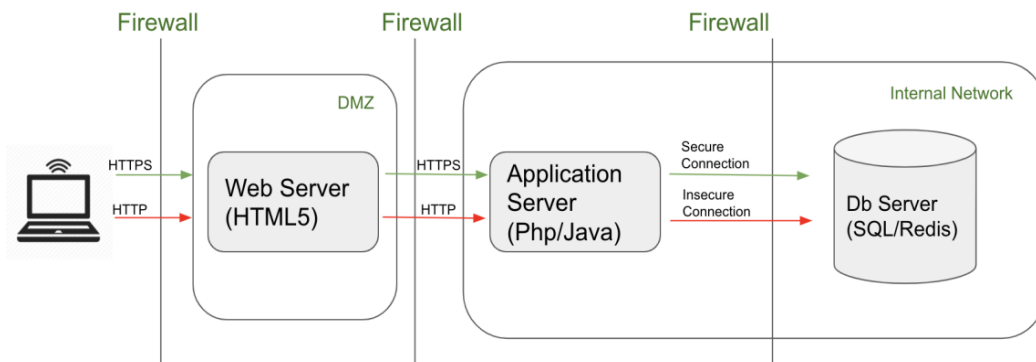 Firewall
Firewall
Firewall
DMZ
Internal Network
HTTPS
HTTP
Web Server
(HTML5)
HTTPS
HTTP
Application
Server
(Php/Java)
Secure
Connection
Insecure
Connection
Db Server
(SQL/Redis)